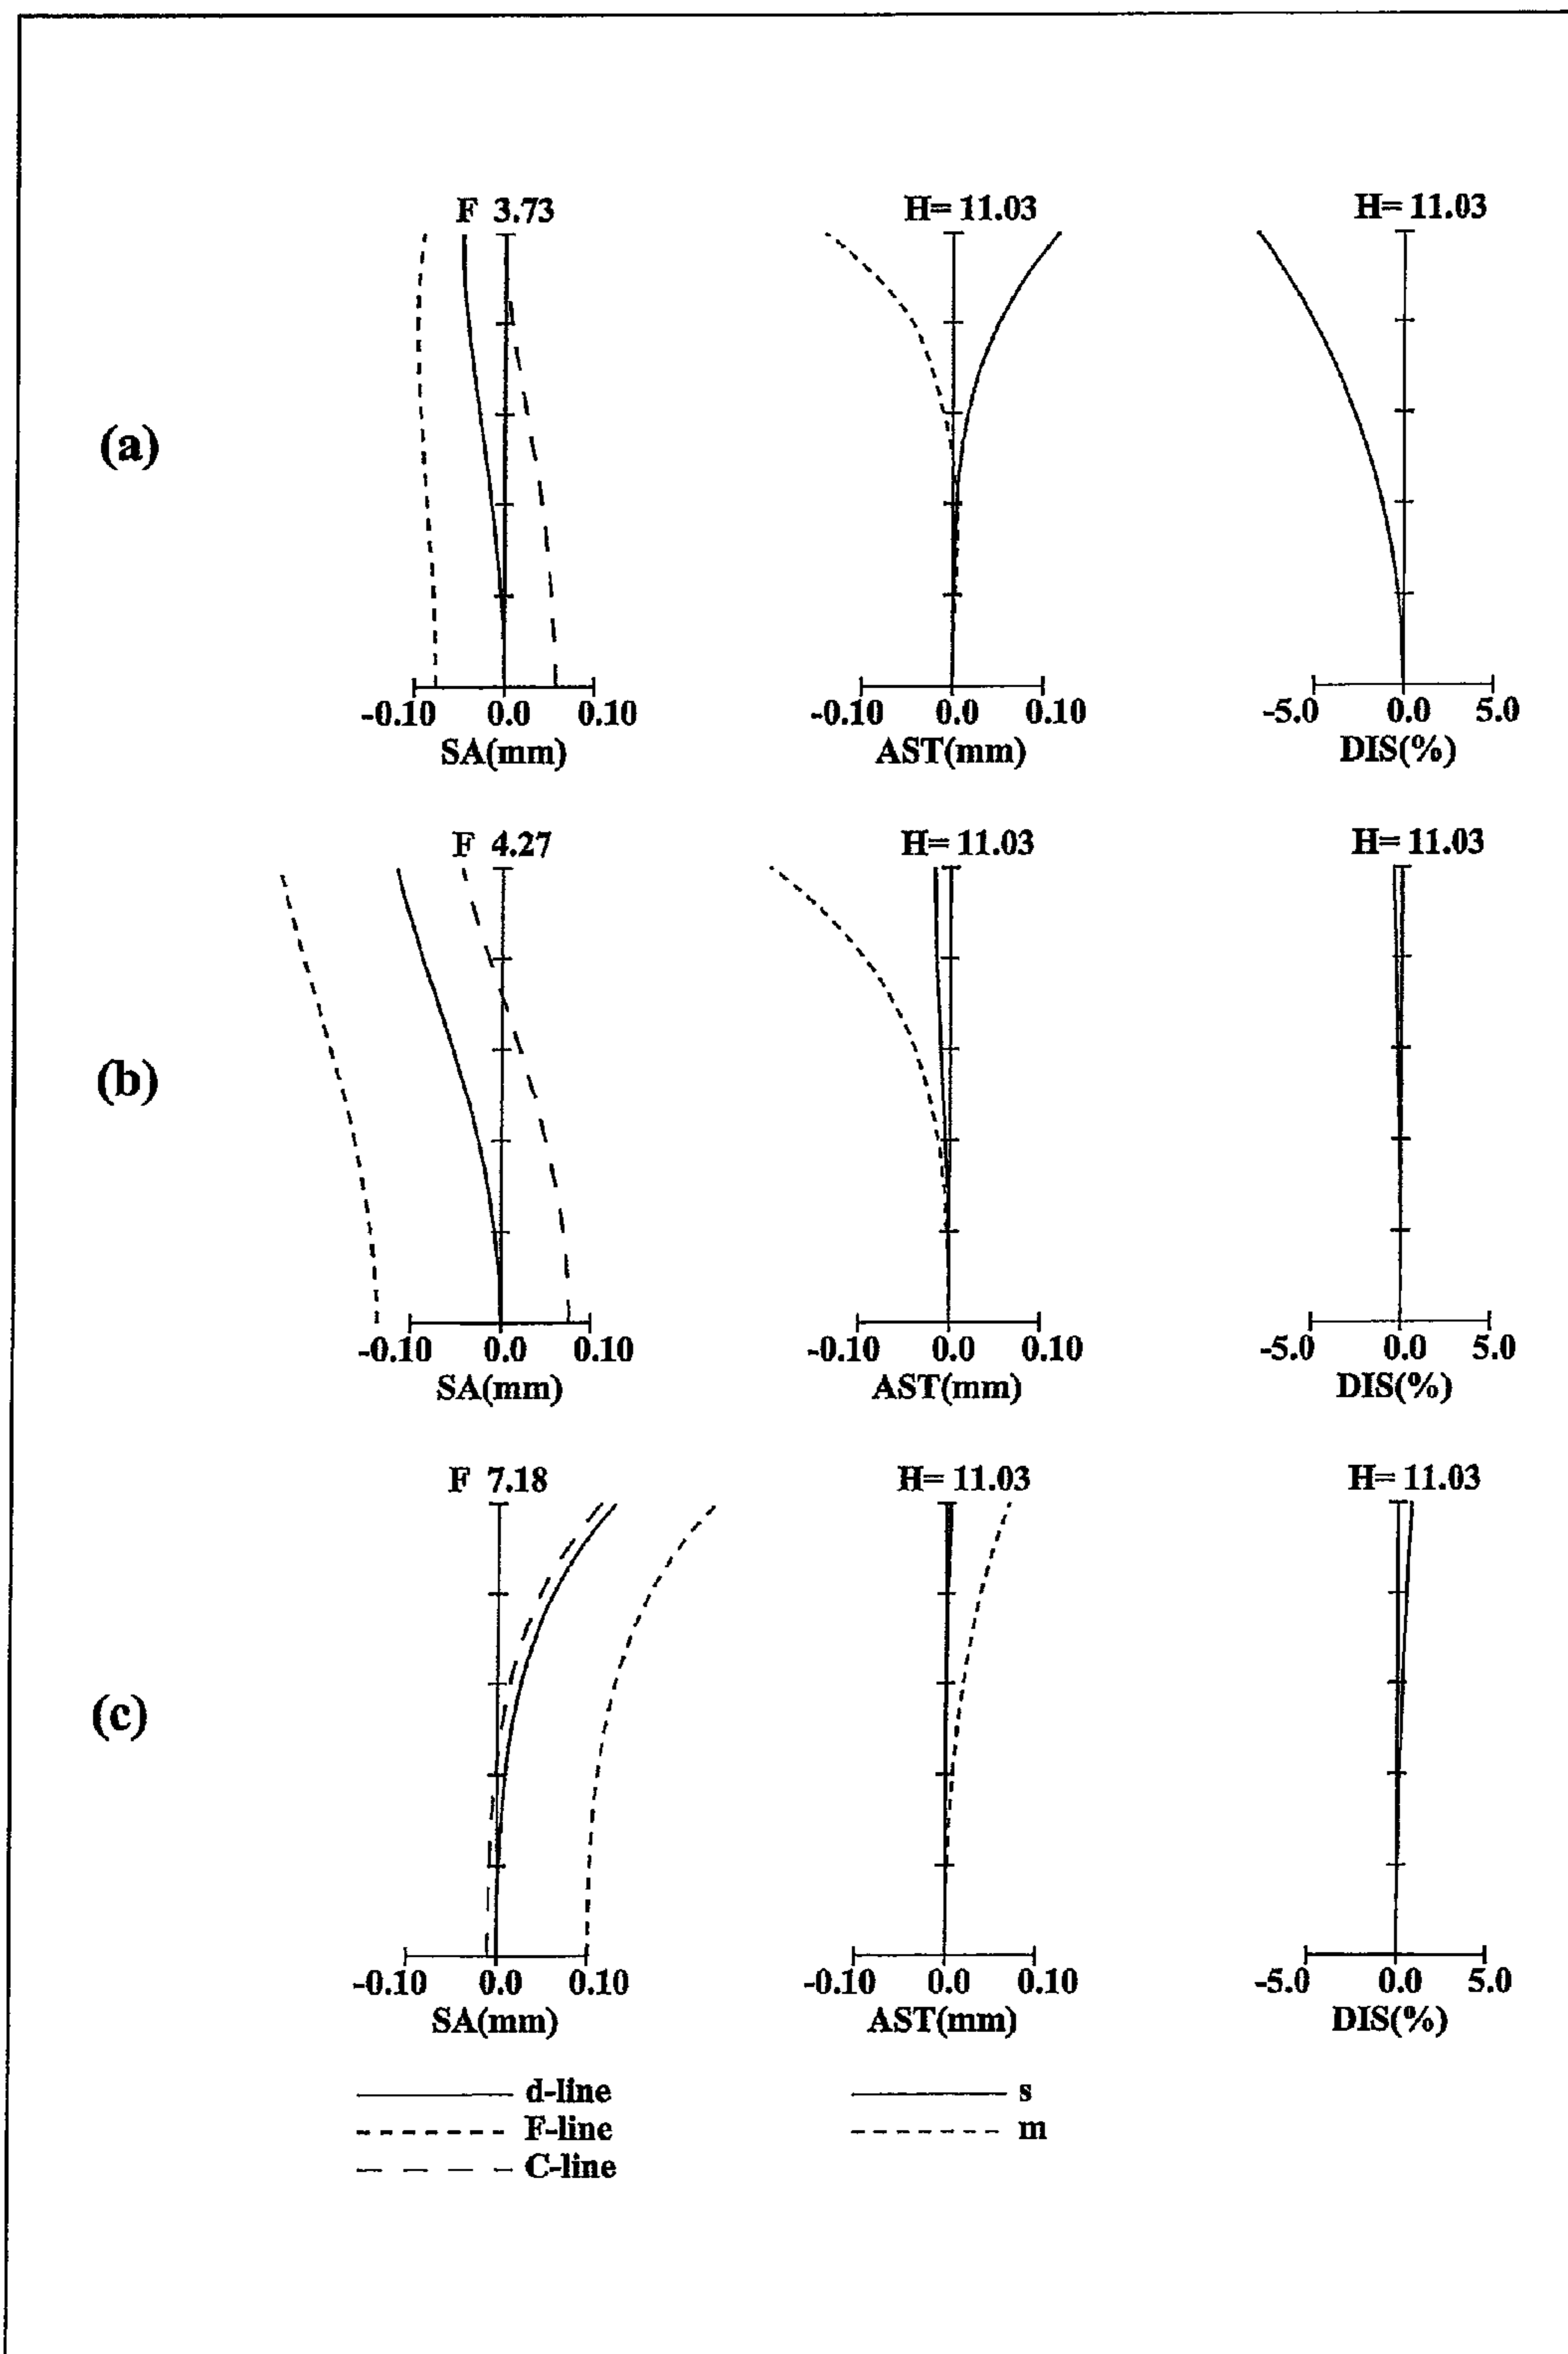 F 3.73 H= 11.03 H= 11.03
(a)
-0.10 0.0 0.10 -0.10 0.0 0.10 -5.0 0.0 5.0
SA(mm) AST(mm) DIS(%)
F 4.27 H= 11.03 H= 11.03
(b)
-0.10 0.0 0.10 -0.10 0.0 0.10 -5.0 0.0 5.0
SA(mm) AST(mm) DIS(%)
F 7.18 H= 11.03 H= 11.03
(c)
-0.10 0.0 0.10 -0.10 0.0 0.10 -5.0 0.0 5.0
SA(mm) AST(mm) DIS(%)
d-line s
F-line m
C-line